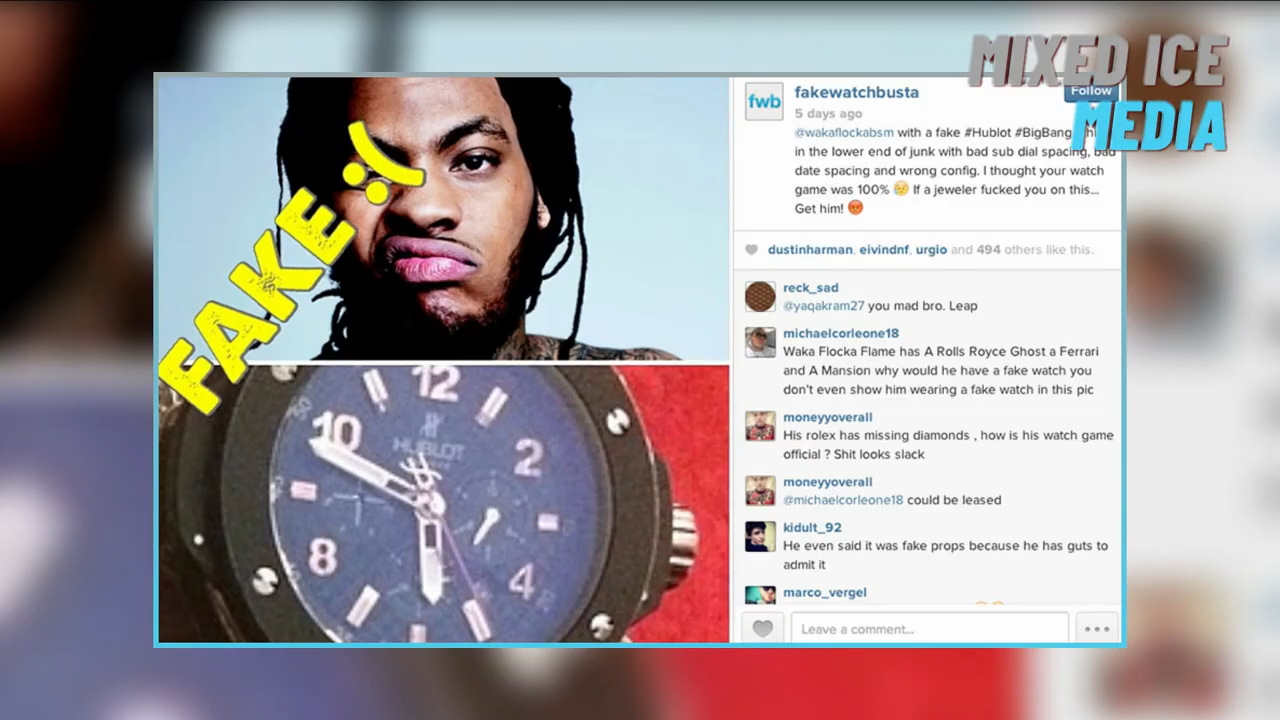 MIXED ICE
MEDIA
FAKE :(
12
10
2
HUBLOT
8
4
fwb
fakewatchbusta
Follow
5 days ago
@wakaflockabsm with a fake #Hublot #BigBang.
in the lower end of junk with bad sub dial spacing, bad
date spacing and wrong config. I thought your watch
game was 100% 😢 If a jeweler fucked you on this...
Get him! 😡
dustinharman, eivindnf, urgio and 494 others like this.
reck_sad
@yaqakram27 you mad bro. Leap
michaelcorleone18
Waka Flocka Flame has A Rolls Royce Ghost a Ferrari
and A Mansion why would he have a fake watch you
don't even show him wearing a fake watch in this pic
moneyyoverall
His rolex has missing diamonds , how is his watch game
official ? Shit looks slack
moneyyoverall
@michaelcorleone18 could be leased
kidult_92
He even said it was fake props because he has guts to
admit it
marco_vergel
Leave a comment...